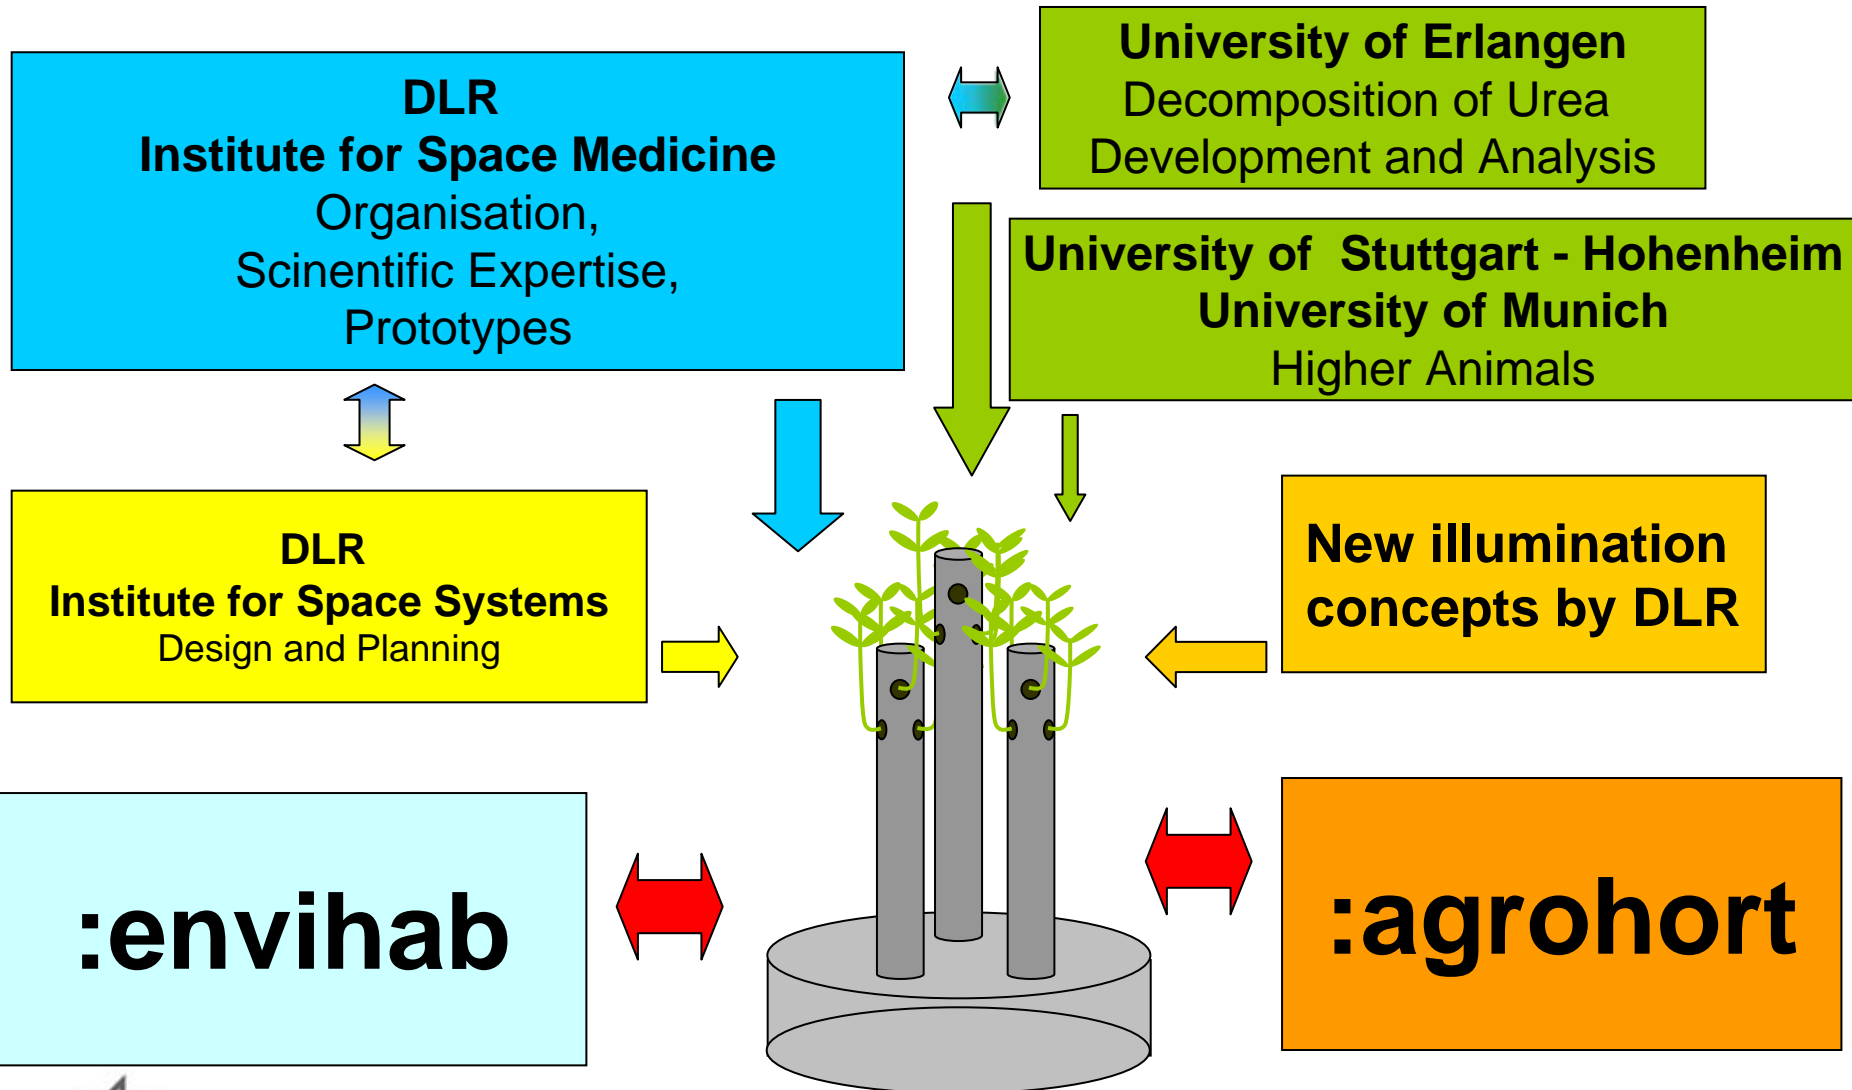 DLR
Institute for Space Medicine
Organisation,
Scinentific Expertise,
Prototypes
University of Erlangen
Decomposition of Urea
Development and Analysis
University of  Stuttgart - Hohenheim
University of Munich
Higher Animals
DLR
Institute for Space Systems
Design and Planning
New illumination
concepts by DLR
:envihab
:agrohort